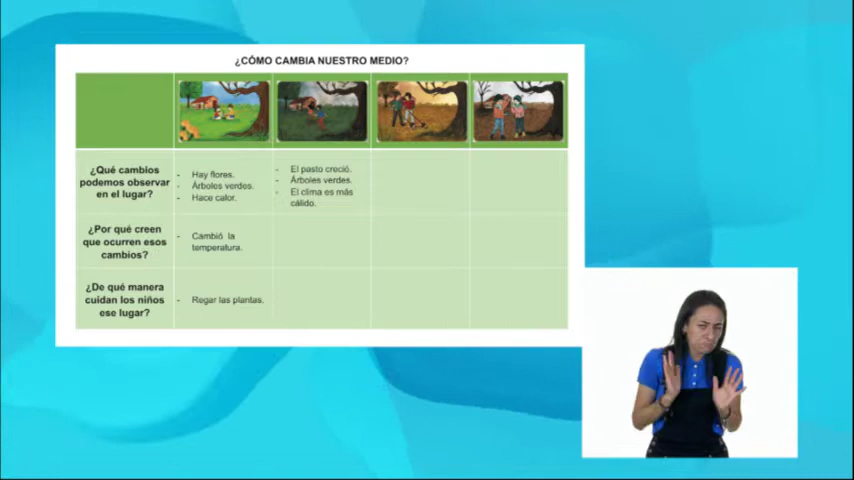 ¿CÓMO CAMBIA NUESTRO MEDIO?
¿Qué cambios
podemos observar
en el lugar?
- Hay flores.
- Árboles verdes.
- Hace calor.
- El pasto creció.
- Árboles verdes.
- El clima es más
cálido.
¿Por qué creen
que ocurren esos
cambios?
- Cambió la
temperatura.
¿De qué manera
cuidan los niños
ese lugar?
- Regar las plantas.